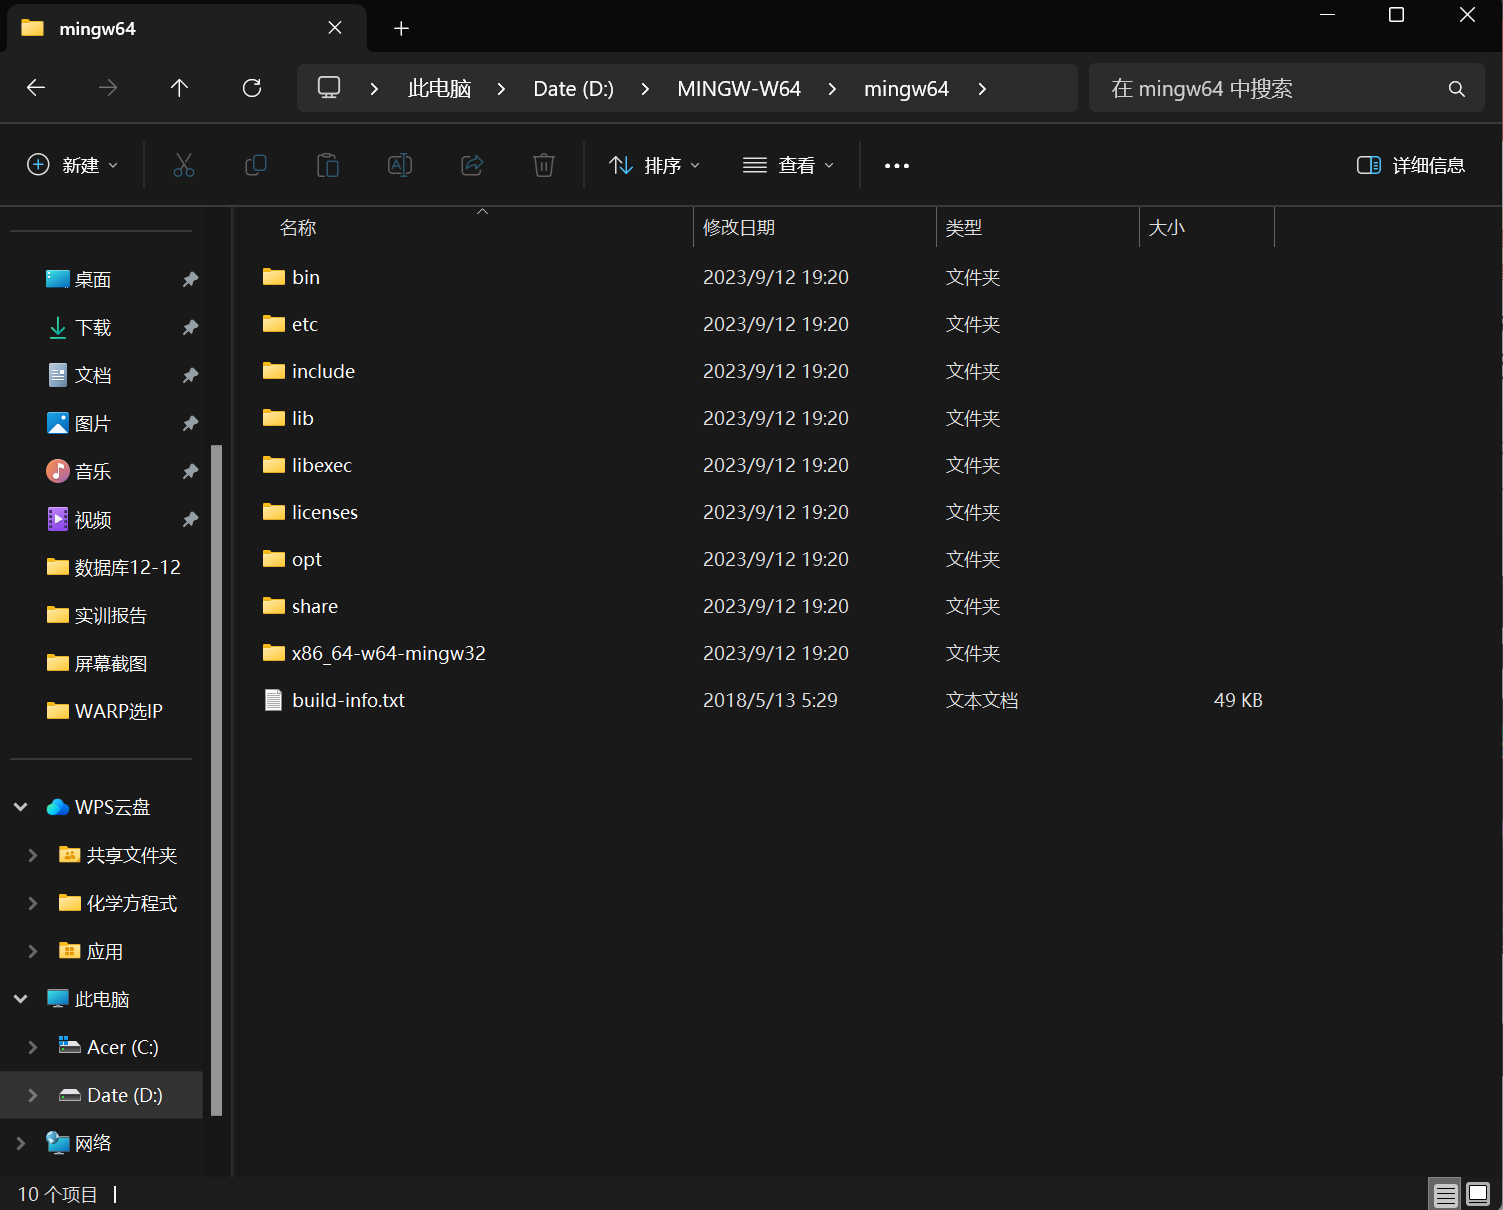 mingw64
此电脑 Date (D:) MINGW-W64 mingw64
在 mingw64 中搜索
新建 排序 查看 详细信息
名称 修改日期 类型 大小
bin 2023/9/12 19:20 文件夹
etc 2023/9/12 19:20 文件夹
include 2023/9/12 19:20 文件夹
lib 2023/9/12 19:20 文件夹
libexec 2023/9/12 19:20 文件夹
licenses 2023/9/12 19:20 文件夹
opt 2023/9/12 19:20 文件夹
share 2023/9/12 19:20 文件夹
x86_64-w64-mingw32 2023/9/12 19:20 文件夹
build-info.txt 2018/5/13 5:29 文本文档 49 KB
桌面
下载
文档
图片
音乐
视频
数据库12-12
实训报告
屏幕截图
WARP选IP
WPS云盘
共享文件夹
化学方程式
应用
此电脑
Acer (C:)
Date (D:)
网络
10 个项目